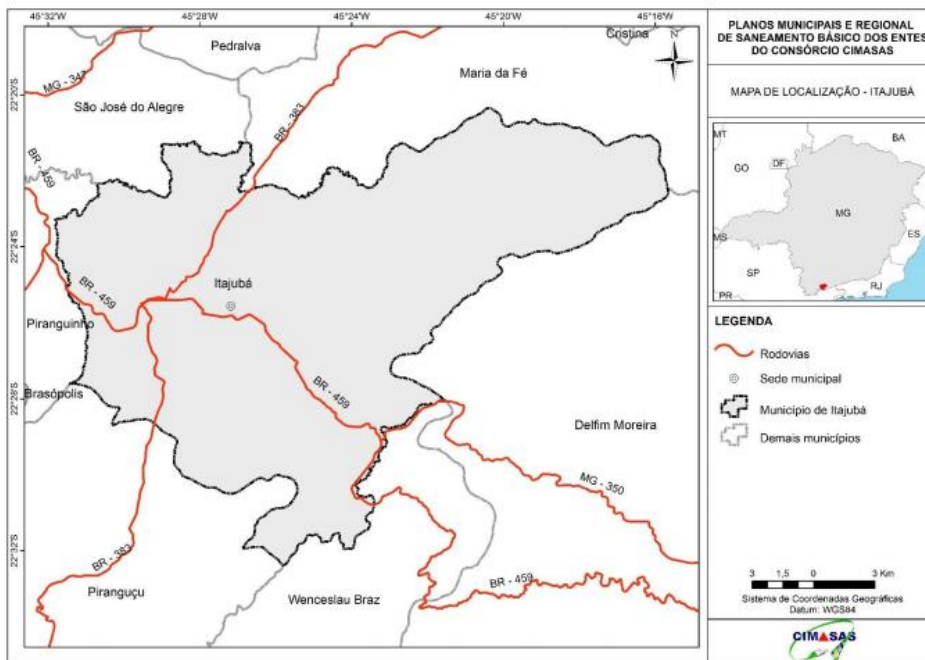 45°32'W
45°28'W
45°24'W
45°20'W
45°16'W
22°20'S
22°24'S
22°28'S
22°32'S
Pedralva
Cristina
N
MG - 347
Maria da Fé
São José do Alegre
BR - 383
BR - 459
Itajubá
BR - 459
Piranguinho
BR - 459
Brasópolis
Delfim Moreira
MG - 350
BR - 383
Piranguçu
BR - 459
Wenceslau Braz
PLANOS MUNICIPAIS E REGIONAL
DE SANEAMENTO BÁSICO DOS ENTES
DO CONSÓRCIO CIMASAS
MAPA DE LOCALIZAÇÃO - ITAJUBÁ
MT
BA
GO
DF
MG
MS
ES
SP
RJ
PR
LEGENDA
Rodovias
Sede municipal
Município de Itajubá
Demais municípios
3 1,5 0 3 Km
Sistema de Coordenadas Geográficas
Datum: WGS84
CIMASAS